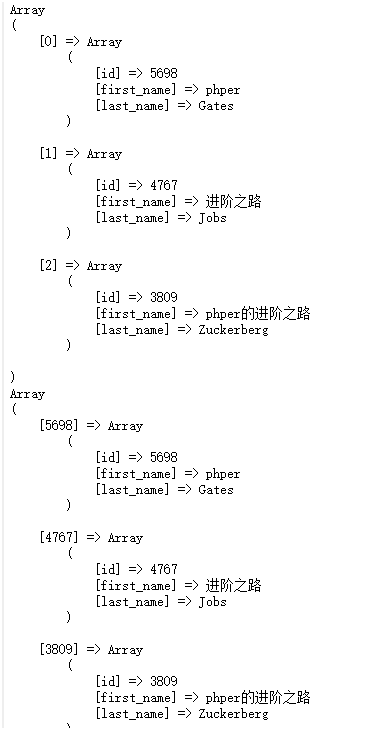 Array
(
    [0] => Array
        (
            [id] => 5698
            [first_name] => phper
            [last_name] => Gates
        )
    [1] => Array
        (
            [id] => 4767
            [first_name] => 进阶之路
            [last_name] => Jobs
        )
    [2] => Array
        (
            [id] => 3809
            [first_name] => phper的进阶之路
            [last_name] => Zuckerberg
        )
)
Array
(
    [5698] => Array
        (
            [id] => 5698
            [first_name] => phper
            [last_name] => Gates
        )
    [4767] => Array
        (
            [id] => 4767
            [first_name] => 进阶之路
            [last_name] => Jobs
        )
    [3809] => Array
        (
            [id] => 3809
            [first_name] => phper的进阶之路
            [last_name] => Zuckerberg
        )